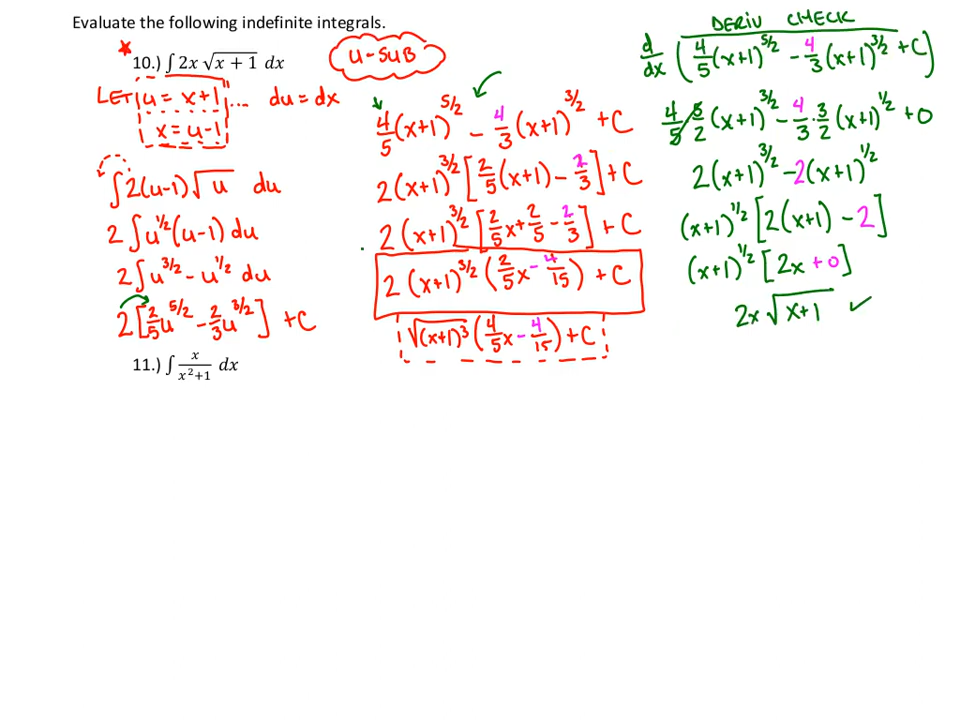 Evaluate the following indefinite integrals.
10.) ∫ 2x √(x + 1) dx
U-SUB
LET u = x+1 ... du = dx
x = u-1
∫ 2(u-1)√u du
2 ∫ u^(1/2) (u-1) du
2 ∫ u^(3/2) - u^(1/2) du
2 [ 2/5 u^(5/2) - 2/3 u^(3/2) ] + C
4/5 (x+1)^(5/2) - 4/3 (x+1)^(3/2) + C
2(x+1)^(3/2) [ 2/5 (x+1) - 2/3 ] + C
2(x+1)^(3/2) [ 2/5 x + 2/5 - 2/3 ] + C
2(x+1)^(3/2) ( 2/5 x - 4/15 ) + C
√((x+1)^3) ( 4/5 x - 4/15 ) + C
DERIV CHECK
d/dx ( 4/5 (x+1)^(5/2) - 4/3 (x+1)^(3/2) + C )
4/5 · 5/2 (x+1)^(3/2) - 4/3 · 3/2 (x+1)^(1/2) + 0
2(x+1)^(3/2) - 2(x+1)^(1/2)
(x+1)^(1/2) [ 2(x+1) - 2 ]
(x+1)^(1/2) [ 2x + 0 ]
2x √(x+1) ✓
11.) ∫ x/(x²+1) dx